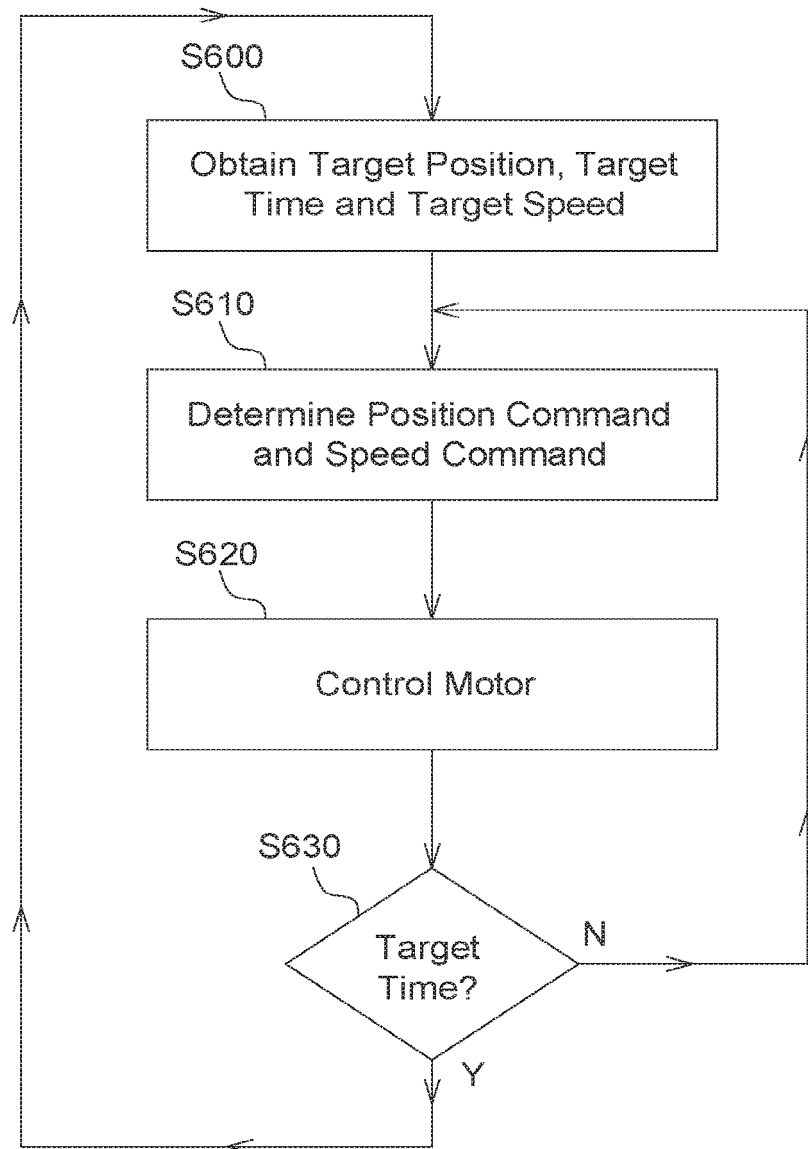 S600
Obtain Target Position, Target
Time and Target Speed
S610
Determine Position Command
and Speed Command
S620
Control Motor
S630
Target
Time?
N
Y